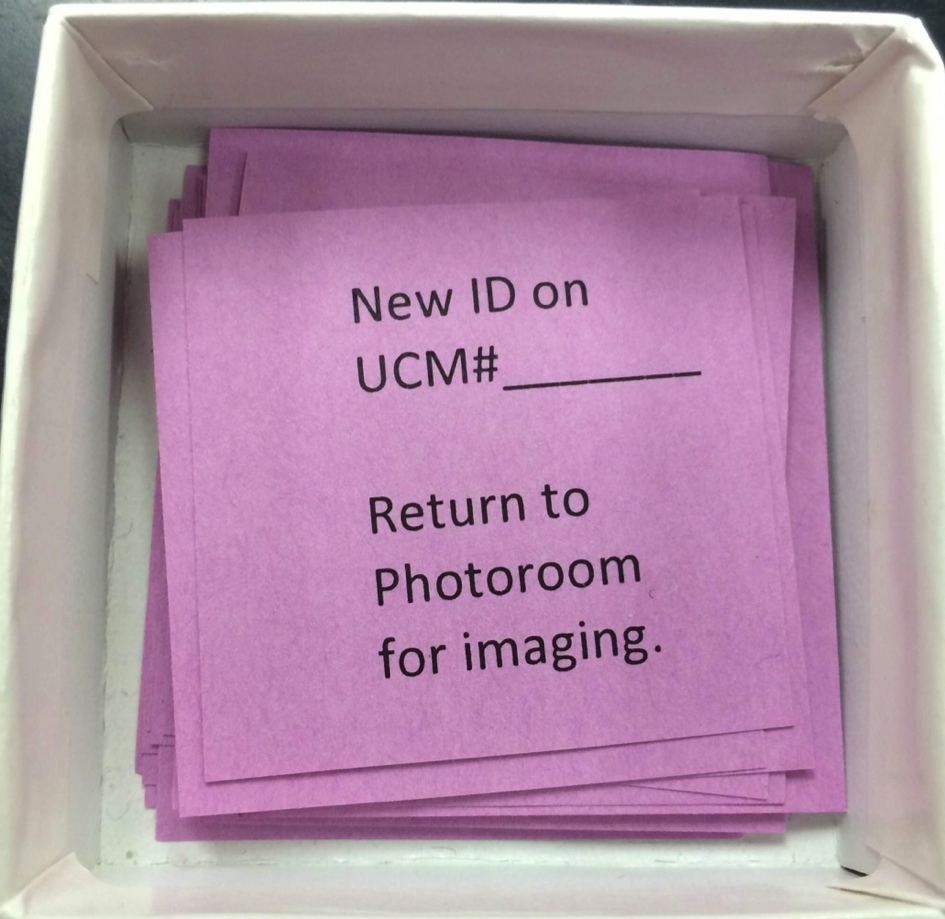 New ID on
UCM#________
Return to
Photoroom
for imaging.